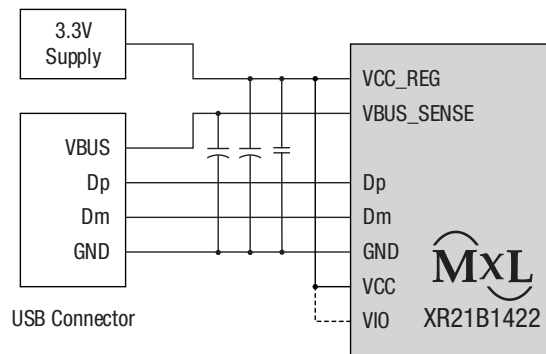 3.3V
Supply
VBUS
Dp
Dm
GND
USB Connector
VCC_REG
VBUS_SENSE
Dp
Dm
GND
VCC
VIO
MXL
XR21B1422